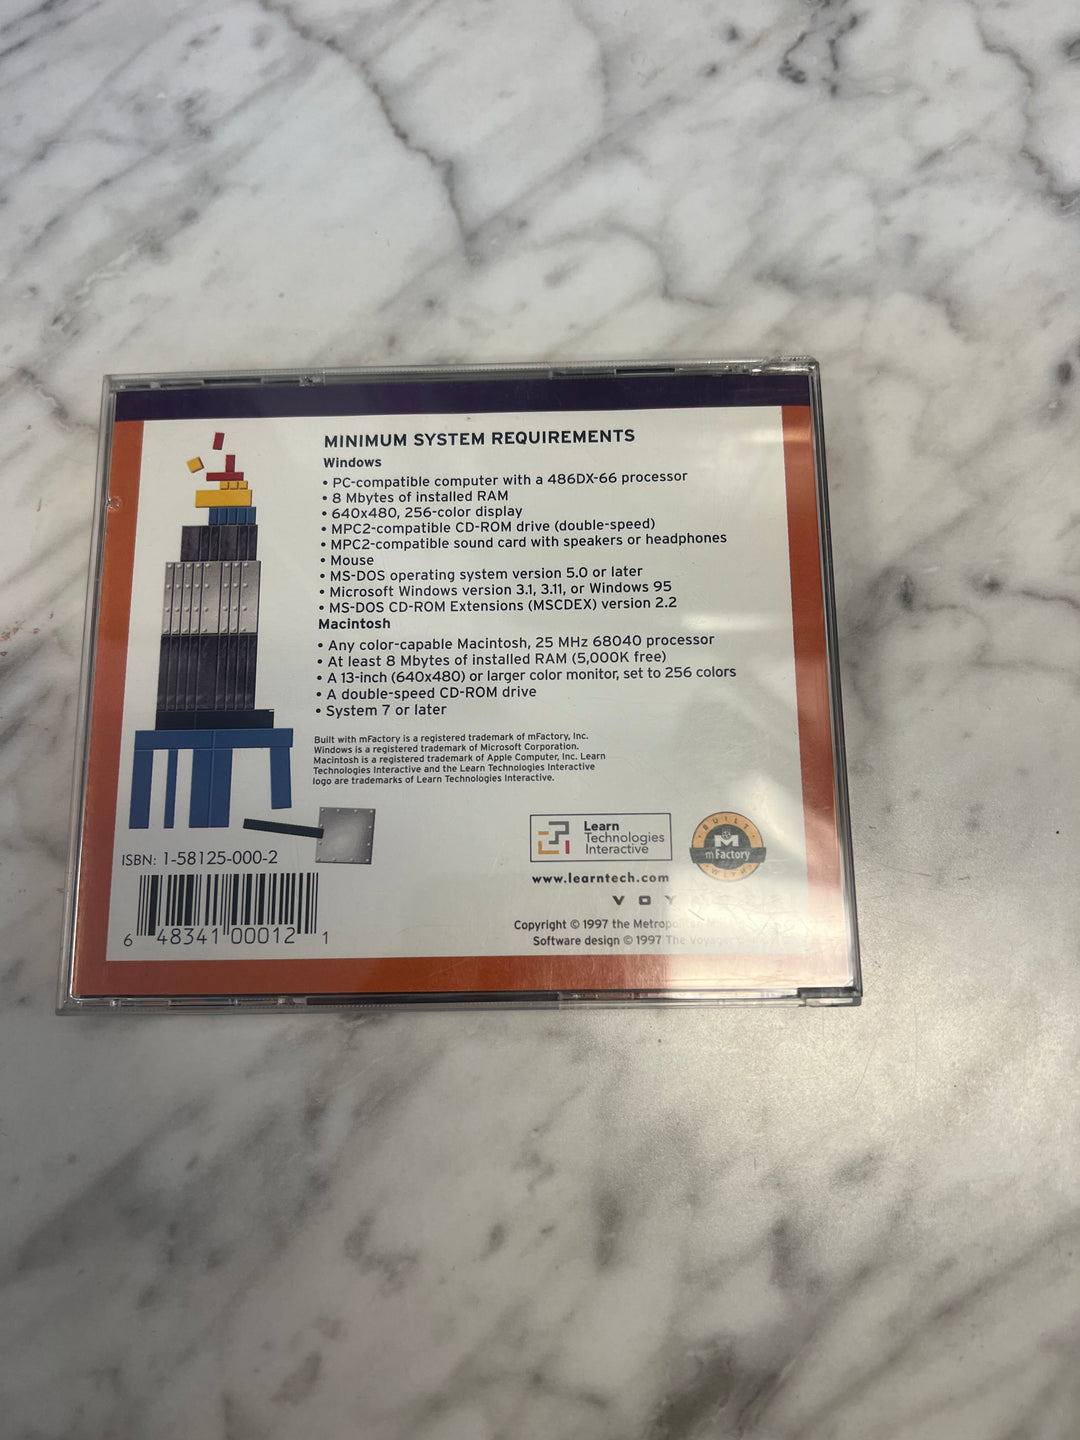 MINIMUM SYSTEM REQUIREMENTS
Windows
• PC-compatible computer with a 486DX-66 processor
• 8 Mbytes of installed RAM
• 640x480, 256-color display
• MPC2-compatible CD-ROM drive (double-speed)
• MPC2-compatible sound card with speakers or headphones
• Mouse
• MS-DOS operating system version 5.0 or later
• Microsoft Windows version 3.1, 3.11, or Windows 95
• MS-DOS CD-ROM Extensions (MSCDEX) version 2.2
Macintosh
• Any color-capable Macintosh, 25 MHz 68040 processor
• At least 8 Mbytes of installed RAM (5,000K free)
• A 13-inch (640x480) or larger color monitor, set to 256 colors
• A double-speed CD-ROM drive
• System 7 or later
Built with mFactory is a registered trademark of mFactory, Inc.
Windows is a registered trademark of Microsoft Corporation.
Macintosh is a registered trademark of Apple Computer, Inc. Learn
Technologies Interactive and the Learn Technologies Interactive
logo are trademarks of Learn Technologies Interactive.
Learn
Technologies
Interactive
BUILT
M
mFactory
WITH
www.learntech.com
ISBN: 1-58125-000-2
6 48341 00012 1
Copyright © 1997 the
Software design © 1997 The Voyager